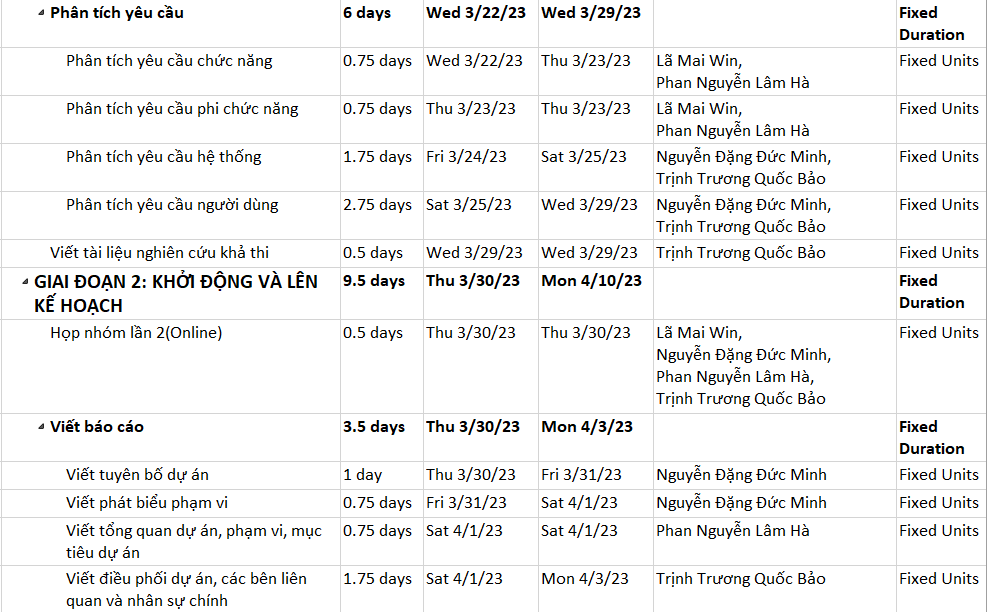 Phân tích yêu cầu 6 days Wed 3/22/23 Wed 3/29/23 Fixed
Duration
Phân tích yêu cầu chức năng 0.75 days Wed 3/22/23 Thu 3/23/23 Lã Mai Win, Fixed Units
Phan Nguyễn Lâm Hà
Phân tích yêu cầu phi chức năng 0.75 days Thu 3/23/23 Thu 3/23/23 Lã Mai Win, Fixed Units
Phan Nguyễn Lâm Hà
Phân tích yêu cầu hệ thống 1.75 days Fri 3/24/23 Sat 3/25/23 Nguyễn Đặng Đức Minh, Fixed Units
Trịnh Trương Quốc Bảo
Phân tích yêu cầu người dùng 2.75 days Sat 3/25/23 Wed 3/29/23 Nguyễn Đặng Đức Minh, Fixed Units
Trịnh Trương Quốc Bảo
Viết tài liệu nghiên cứu khả thi 0.5 days Wed 3/29/23 Wed 3/29/23 Trịnh Trương Quốc Bảo Fixed Units
GIAI ĐOẠN 2: KHỞI ĐỘNG VÀ LÊN 9.5 days Thu 3/30/23 Mon 4/10/23 Fixed
KẾ HOẠCH Duration
Họp nhóm lần 2(Online) 0.5 days Thu 3/30/23 Thu 3/30/23 Lã Mai Win, Fixed Units
Nguyễn Đặng Đức Minh,
Phan Nguyễn Lâm Hà,
Trịnh Trương Quốc Bảo
Viết báo cáo 3.5 days Thu 3/30/23 Mon 4/3/23 Fixed
Duration
Viết tuyên bố dự án 1 day Thu 3/30/23 Fri 3/31/23 Nguyễn Đặng Đức Minh Fixed Units
Viết phát biểu phạm vi 0.75 days Fri 3/31/23 Sat 4/1/23 Nguyễn Đặng Đức Minh Fixed Units
Viết tổng quan dự án, phạm vi, mục 0.75 days Sat 4/1/23 Sat 4/1/23 Phan Nguyễn Lâm Hà Fixed Units
tiêu dự án
Viết điều phối dự án, các bên liên 1.75 days Sat 4/1/23 Mon 4/3/23 Trịnh Trương Quốc Bảo Fixed Units
quan và nhân sự chính